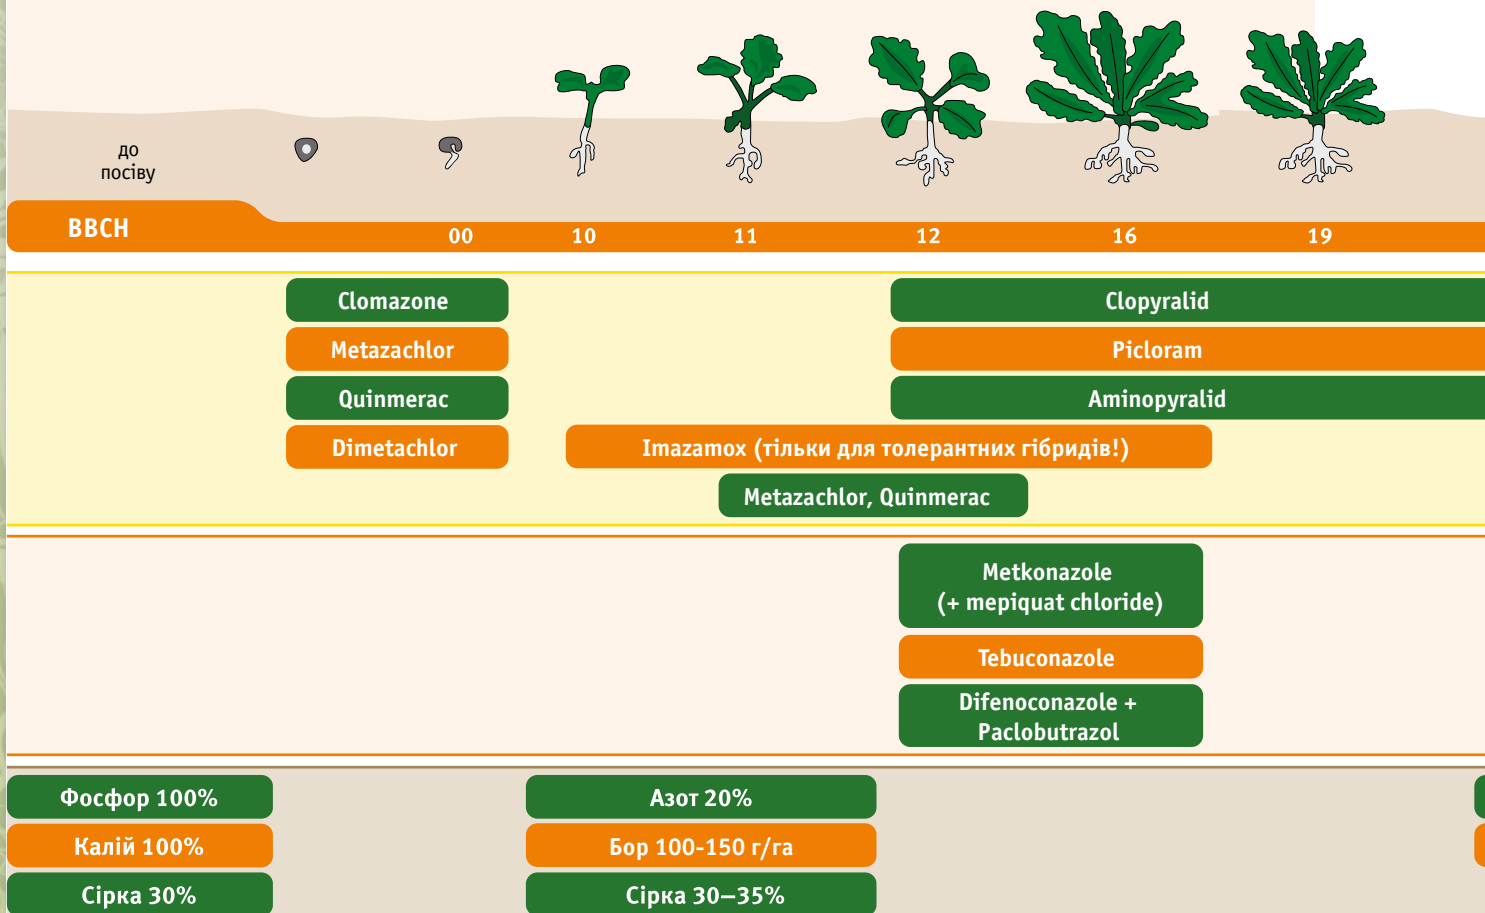 до
посіву
BBCH
00 10 11 12 16 19
Clomazone
Clopyralid
Metazachlor
Picloram
Quinmerac
Aminopyralid
Dimetachlor
Imazamox (тільки для толерантних гібридів!)
Metazachlor, Quinmerac
Metkonazole
(+ mepiquat chloride)
Tebuconazole
Difenoconazole +
Paclobutrazol
Фосфор 100%
Азот 20%
Калій 100%
Бор 100-150 г/га
Сірка 30%
Сірка 30–35%